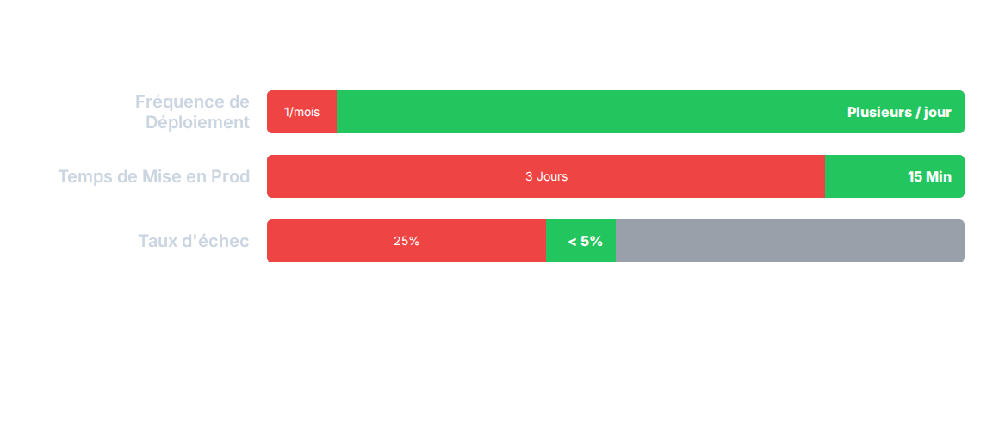 Fréquence de
Déploiement
1/mois
Plusieurs / jour
Temps de Mise en Prod
3 Jours
15 Min
Taux d'échec
25%
< 5%